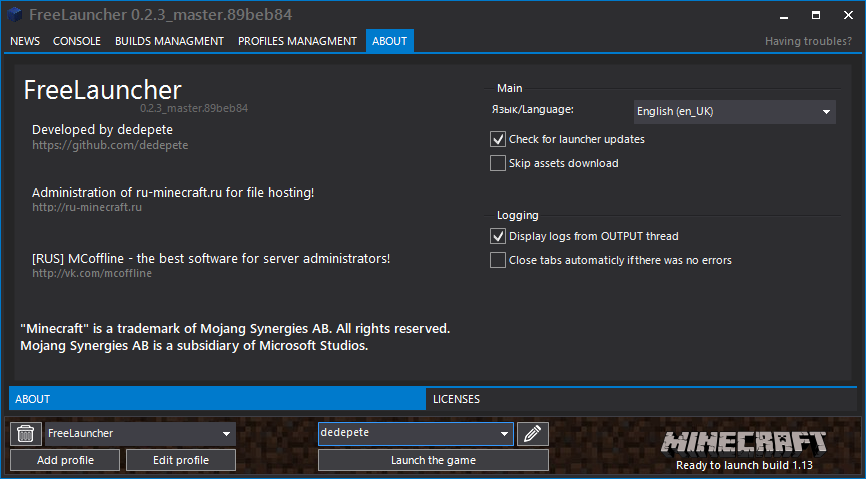 FreeLauncher 0.2.3_master.89beb84
NEWS CONSOLE BUILDS MANAGMENT PROFILES MANAGMENT ABOUT Having troubles?
FreeLauncher
0.2.3_master.89beb84
Developed by dedepete
https://github.com/dedepete
Administration of ru-minecraft.ru for file hosting!
http://ru-minecraft.ru
[RUS] MCoffline - the best software for server administrators!
http://vk.com/mcoffline
"Minecraft" is a trademark of Mojang Synergies AB. All rights reserved.
Mojang Synergies AB is a subsidiary of Microsoft Studios.
Main
Язык/Language: English (en_UK)
Check for launcher updates
Skip assets download
Logging
Display logs from OUTPUT thread
Close tabs automaticly if there was no errors
ABOUT LICENSES
FreeLauncher dedepete
Add profile Edit profile Launch the game
MINECRAFT
Ready to launch build 1.13